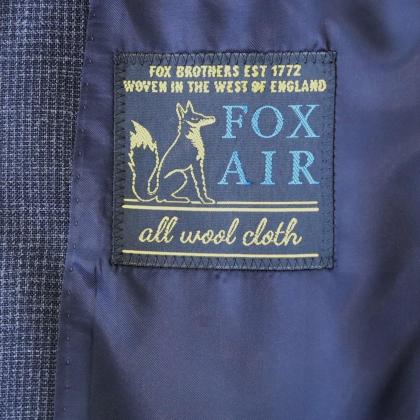 FOX BROTHERS EST 1772
WOVEN IN THE WEST OF ENGLAND
FOX
AIR
all wool cloth